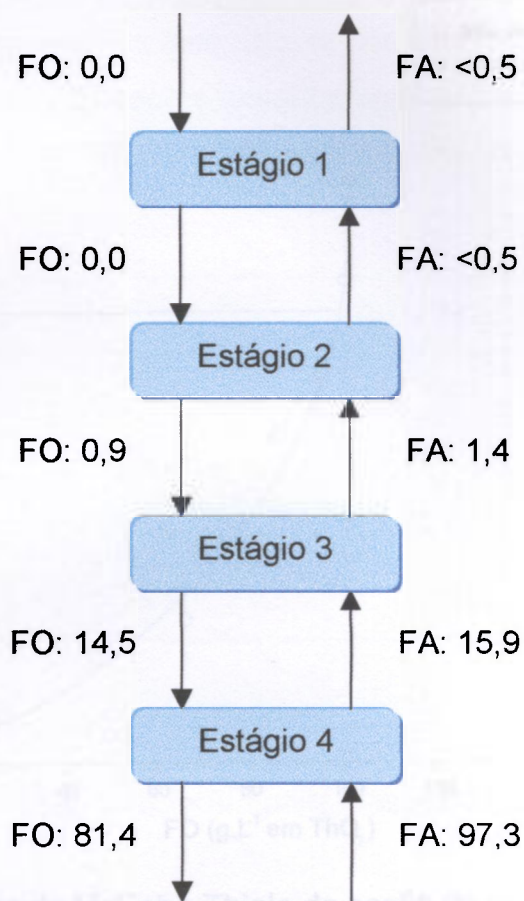 FO: 0,0 FA: <0,5
Estágio 1
FO: 0,0 FA: <0,5
Estágio 2
FO: 0,9 FA: 1,4
Estágio 3
FO: 14,5 FA: 15,9
Estágio 4
FO: 81,4 FA: 97,3